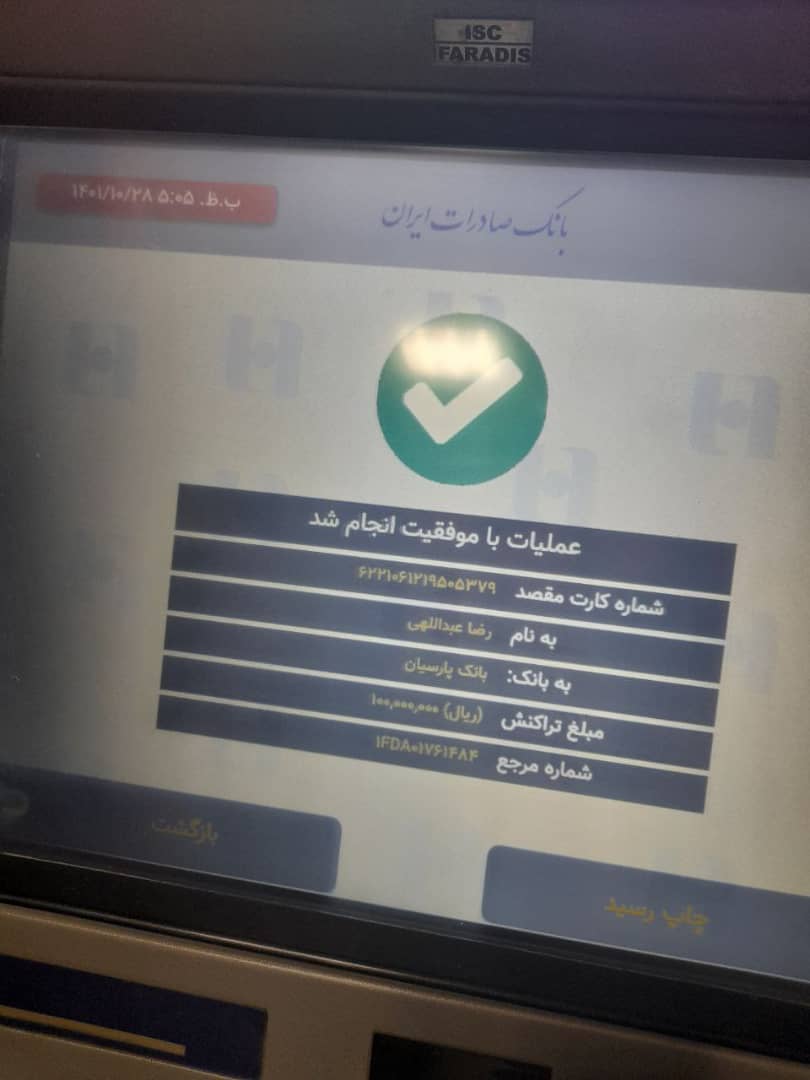 ISC
FARADIS
بانک صادرات ایران
۱۴۰۱/۱۰/۲۸ ۵:۰۵ ب.ظ.
عملیات با موفقیت انجام شد
شماره کارت مقصد ۶۲۲۱۰۶۱۲۱۹۵۰۵۳۷۹
به نام رضا عبداللهی
به بانک: بانک پارسیان
مبلغ تراکنش (ریال) ۱۰۰,۰۰۰,۰۰۰
شماره مرجع ۱FDA۰۱۷۶۱۴۸۴
چاپ رسید
بازگشت